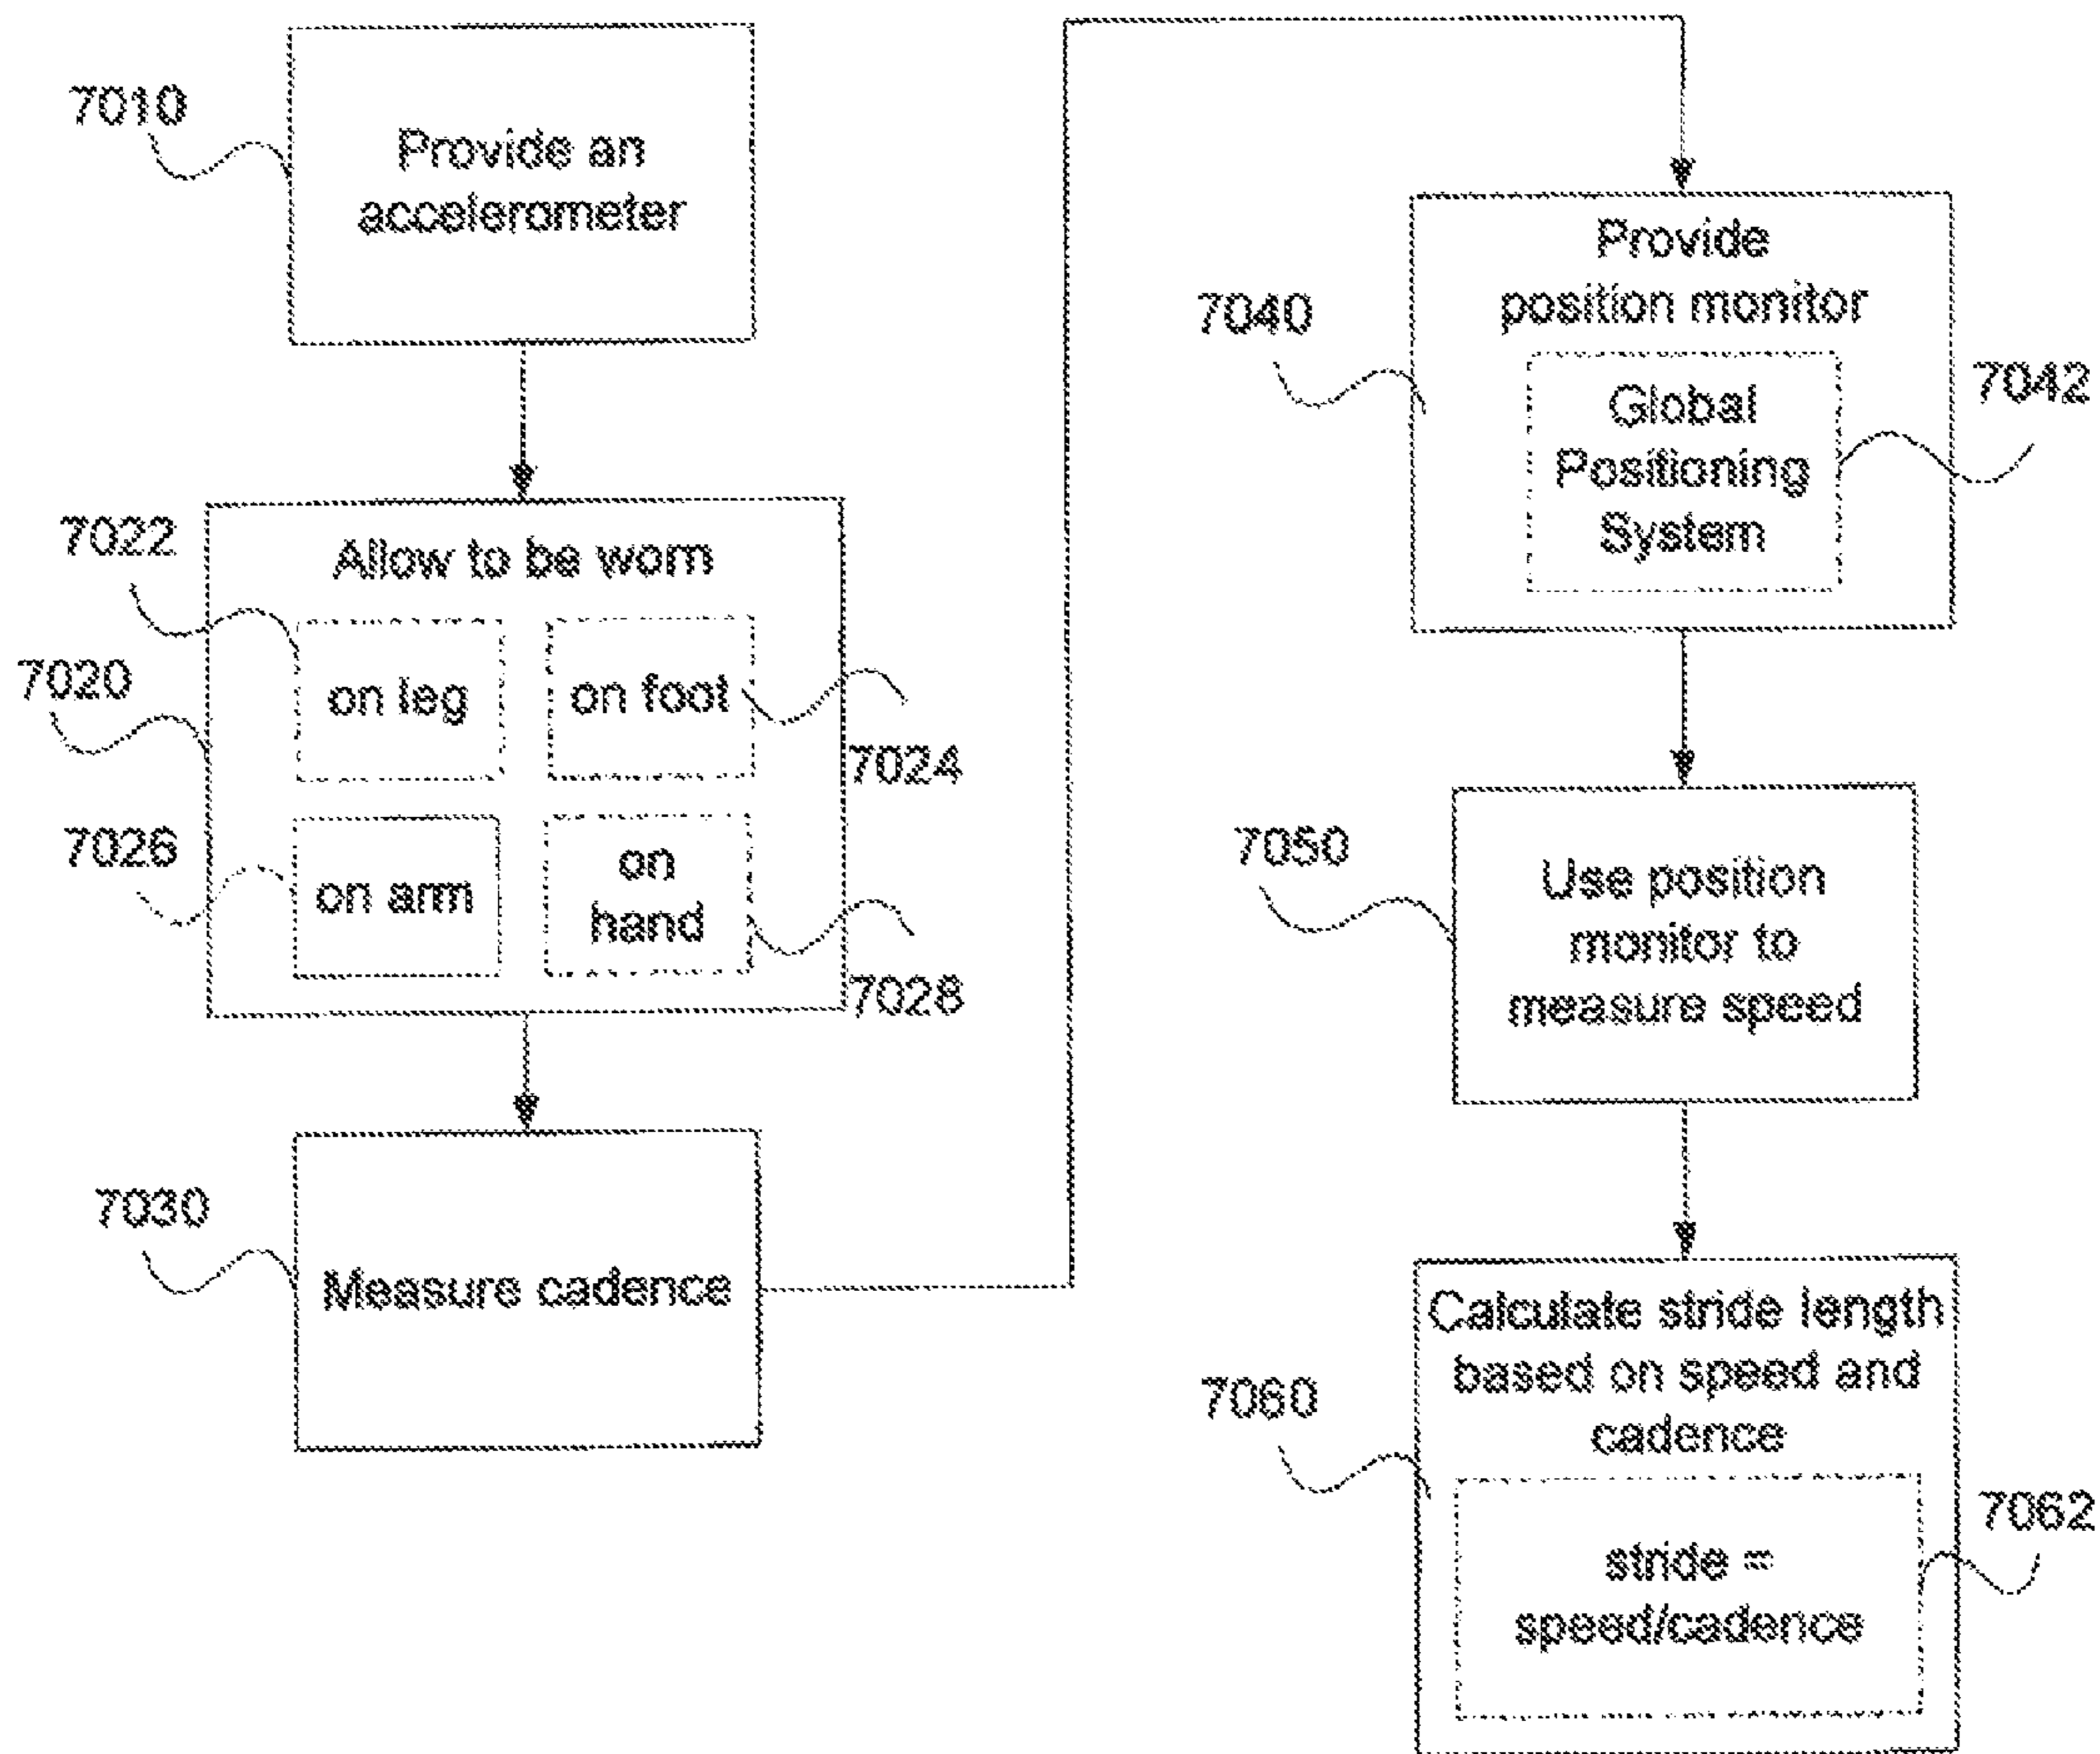 7010
Provide an
accelerometer
7022
Allow to be worn
7020
on leg
on foot
7024
7026
on arm
on
hand
7028
7030
Measure cadence
Provide
position monitor
7040
Global
Positioning
System
7042
7050
Use position
monitor to
measure speed
Calculate stride length
based on speed and
cadence
7060
stride =
speed/cadence
7062